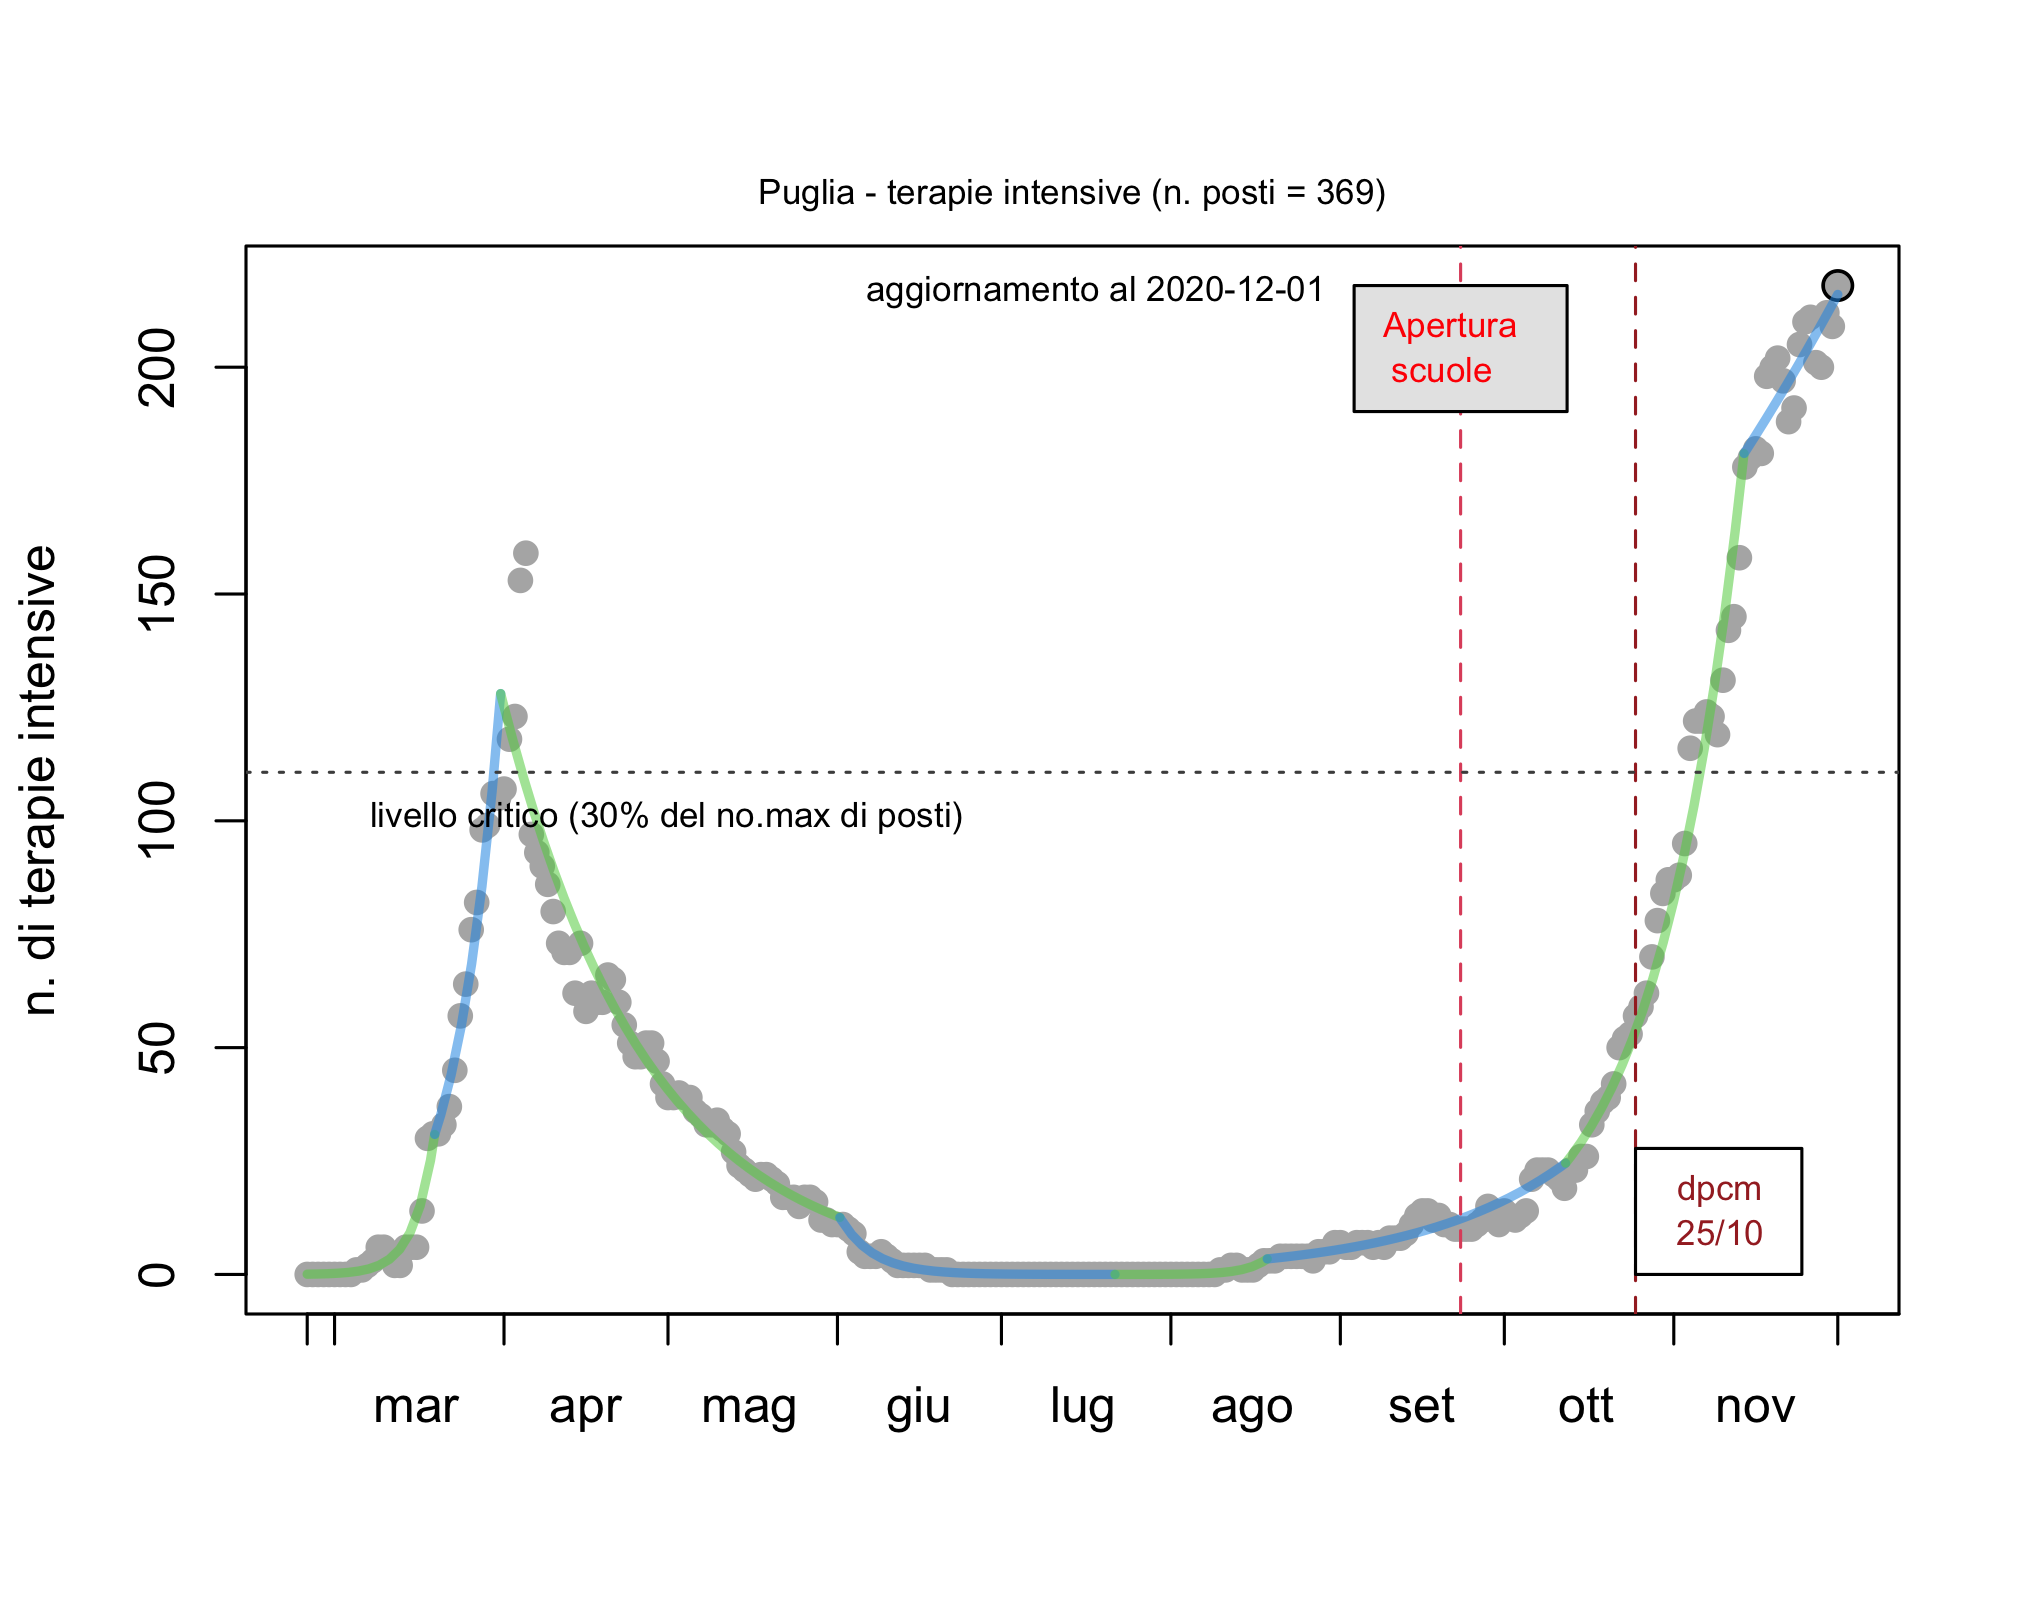 Puglia - terapie intensive (n. posti = 369)
aggiornamento al 2020-12-01
Apertura
scuole
n. di terapie intensive
200
150
100
50
0
livello critico (30% del no.max di posti)
dpcm
25/10
mar apr mag giu lug ago set ott nov